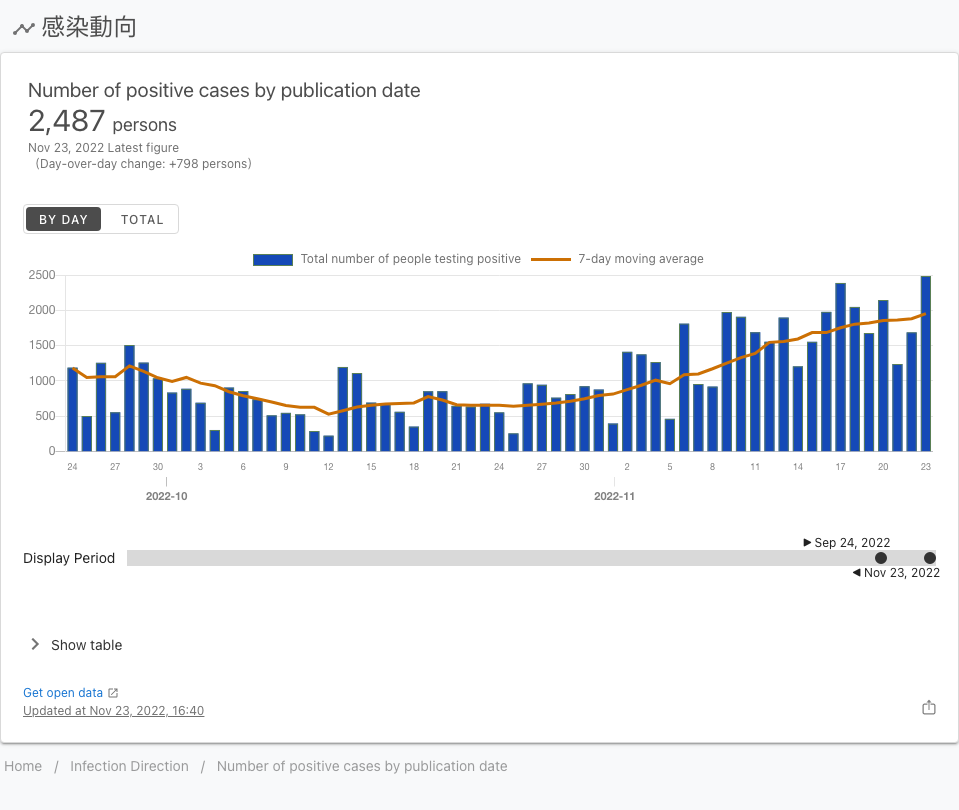 感染動向
Number of positive cases by publication date
2,487 persons
Nov 23, 2022 Latest figure
(Day-over-day change: +798 persons)
BY DAY TOTAL
Total number of people testing positive 7-day moving average
2500
2000
1500
1000
500
0
24 27 30 3 6 9 12 15 18 21 24 27 30 2 5 8 11 14 17 20 23
2022-10 2022-11
Sep 24, 2022
Display Period
Nov 23, 2022
Show table
Get open data
Updated at Nov 23, 2022, 16:40
Home / Infection Direction / Number of positive cases by publication date